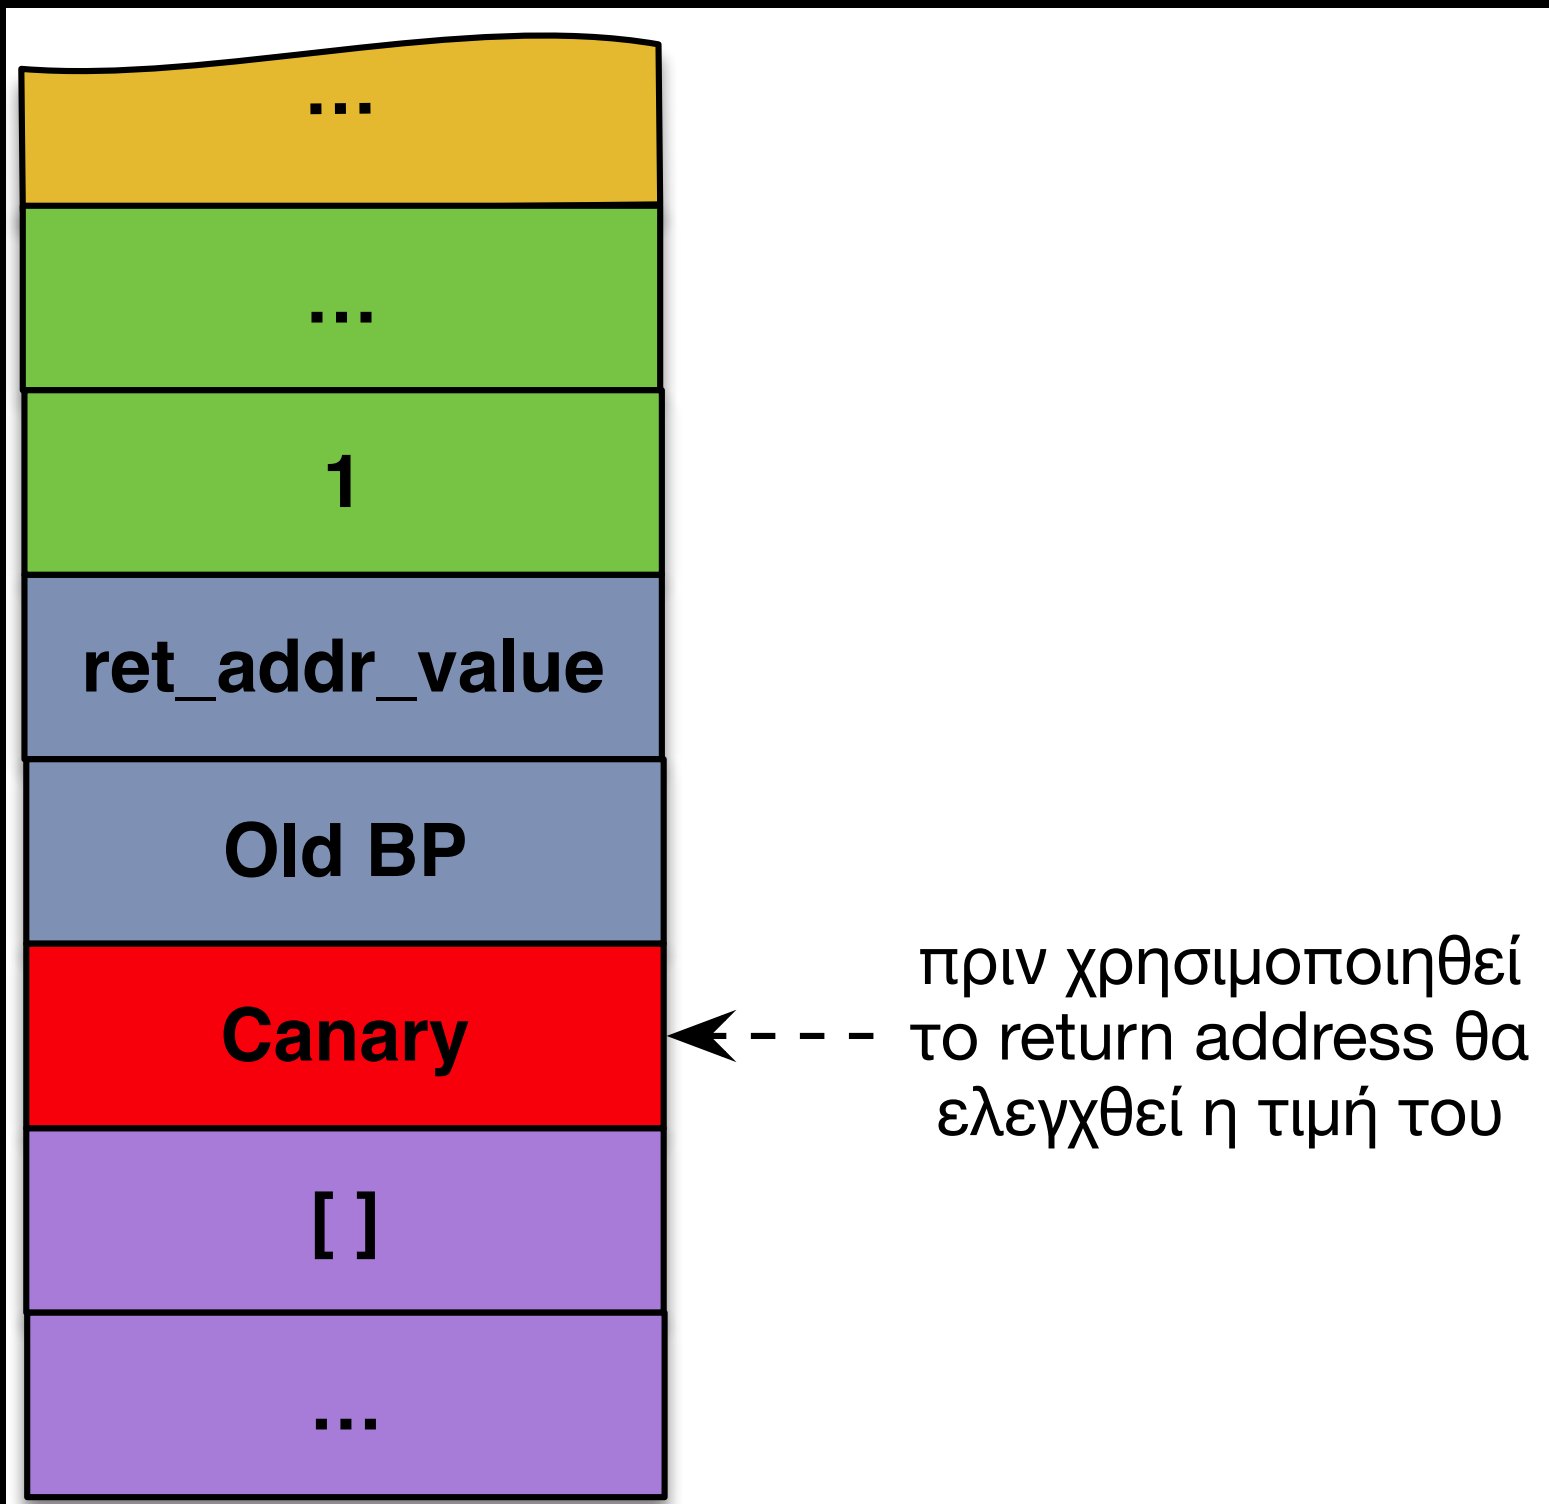 ...
...
1
ret_addr_value
Old BP
Canary
[ ]
...
πριν χρησιμοποιηθεί
το return address θα
ελεγχθεί η τιμή του